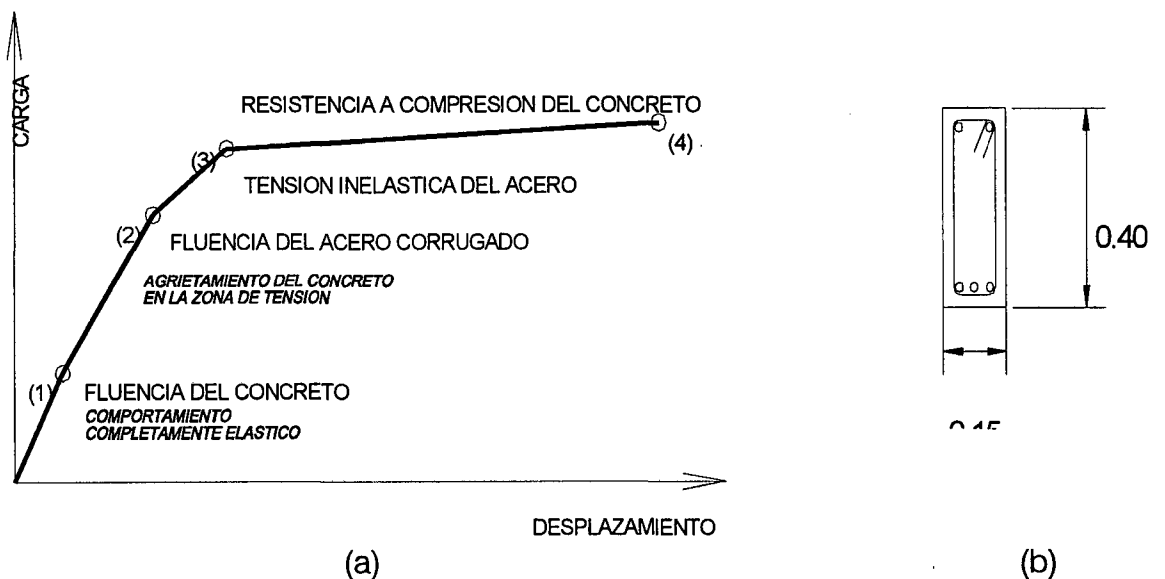 CARGA
RESISTENCIA A COMPRESION DEL CONCRETO
(4)
(3)
TENSION INELASTICA DEL ACERO
(2)
FLUENCIA DEL ACERO CORRUGADO
AGRIETAMIENTO DEL CONCRETO
EN LA ZONA DE TENSION
(1)
FLUENCIA DEL CONCRETO
COMPORTAMIENTO
COMPLETAMENTE ELASTICO
DESPLAZAMIENTO
(a)
0.40
(b)